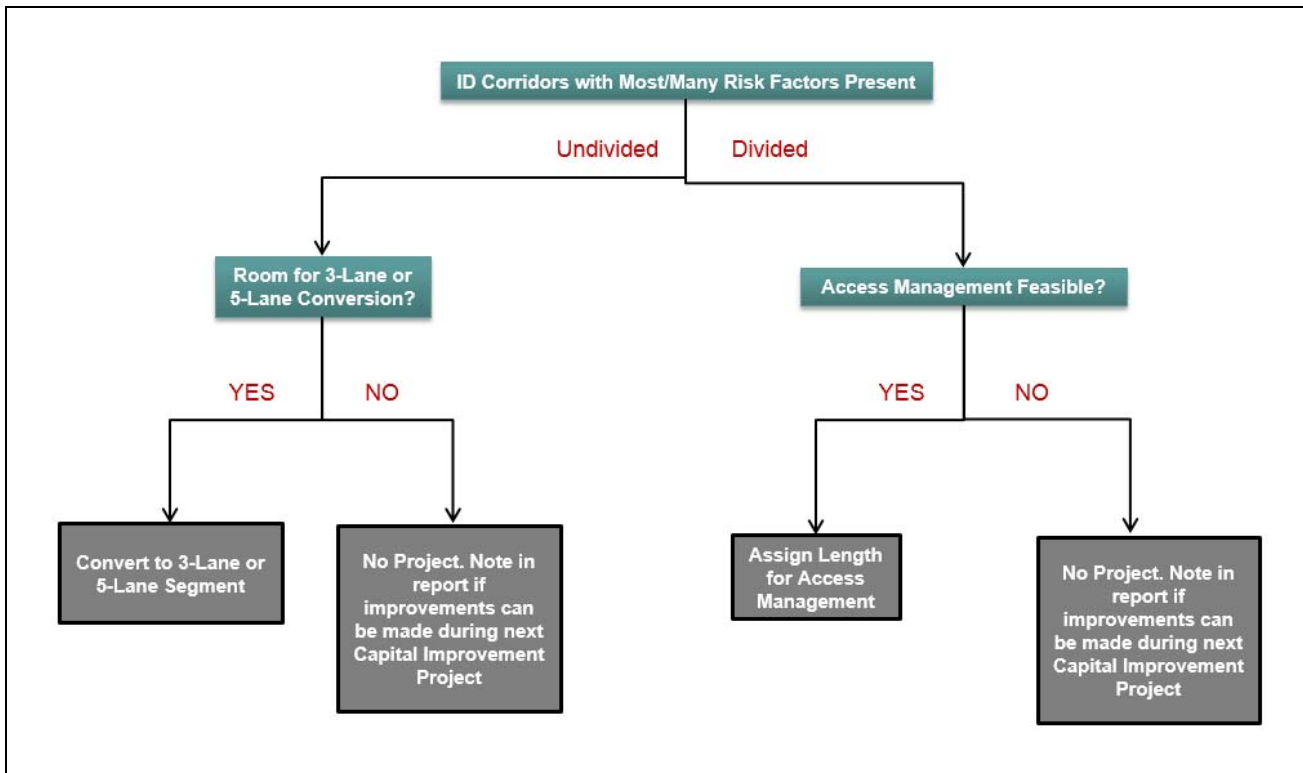 ID Corridors with Most/Many Risk Factors Present
Undivided
Divided
Room for 3-Lane or
5-Lane Conversion?
Access Management Feasible?
YES
NO
YES
NO
Convert to 3-Lane or
5-Lane Segment
No Project. Note in
report if
improvements can
be made during next
Capital Improvement
Project
Assign Length
for Access
Management
No Project. Note in
report if
improvements can
be made during next
Capital Improvement
Project